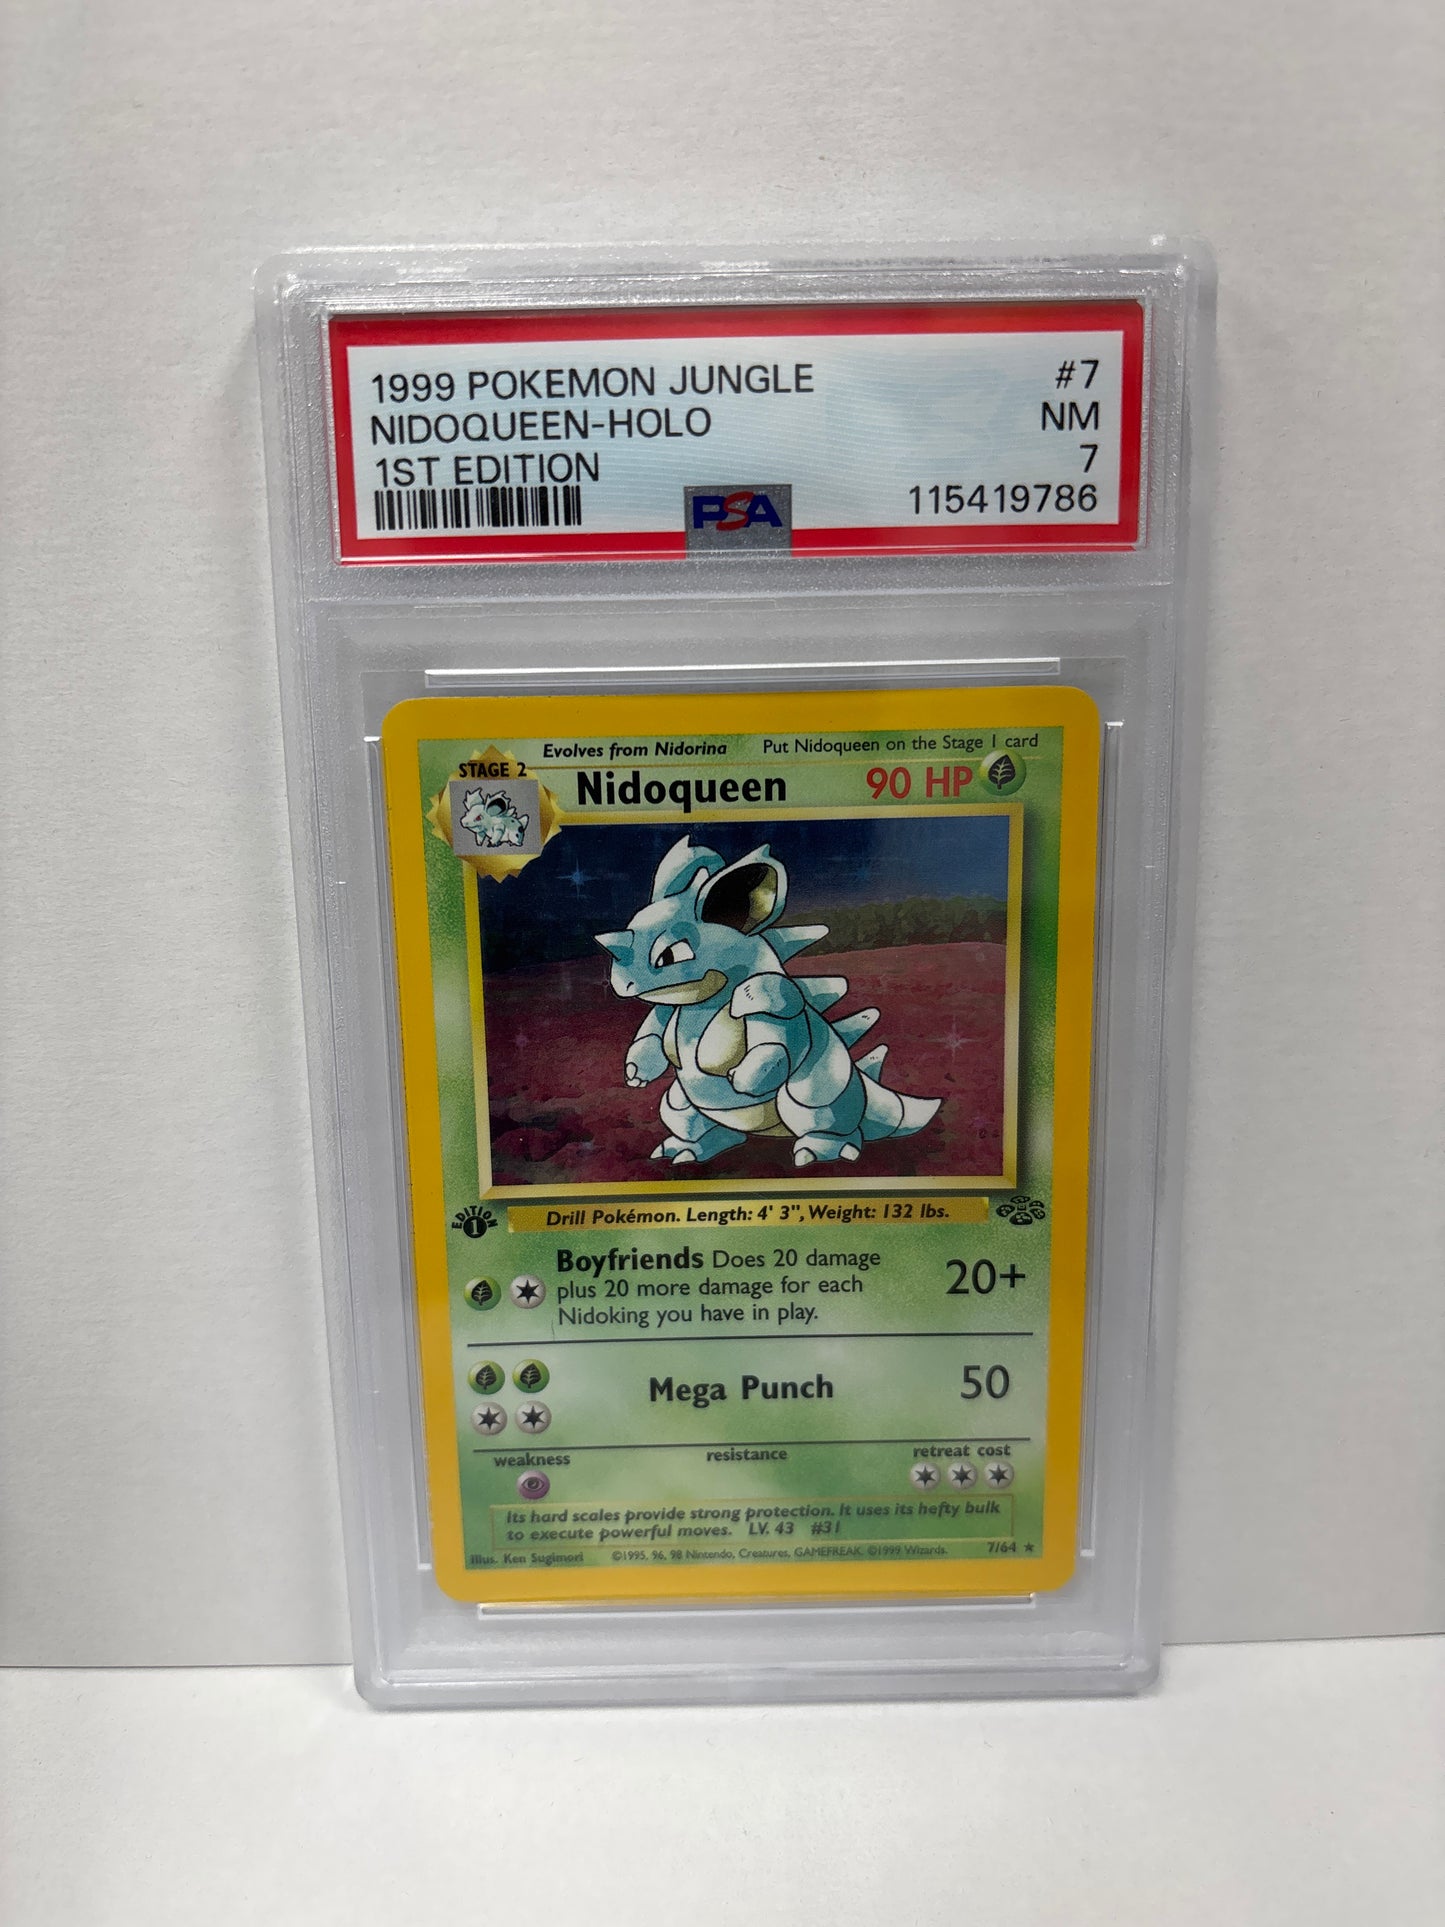 1999 POKEMON JUNGLE #7
NIDOQUEEN-HOLO NM
1ST EDITION 7
PSA 115419786
Evolves from Nidorina Put Nidoqueen on the Stage 1 card
STAGE 2
Nidoqueen 90 HP
EDITION
1
Drill Pokémon. Length: 4' 3", Weight: 132 lbs.
Boyfriends Does 20 damage
plus 20 more damage for each
Nidoking you have in play.
20+
Mega Punch 50
weakness resistance retreat cost
Its hard scales provide strong protection. It uses its hefty bulk
to execute powerful moves. LV. 43 #31
Illus. Ken Sugimori ©1995, 96, 98 Nintendo, Creatures, GAMEFREAK. ©1999 Wizards. 7/64 ★